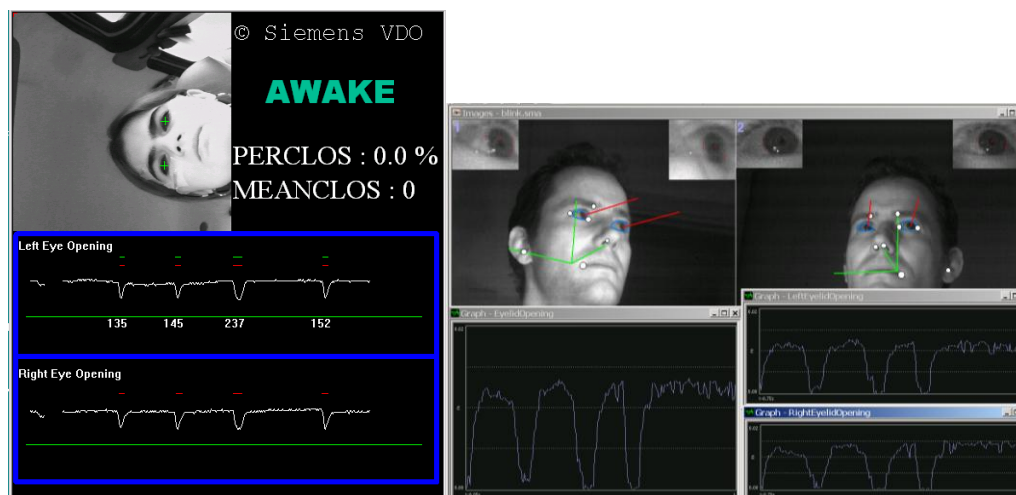 © Siemens VDO
AWAKE
PERCLOS : 0.0 %
MEANCLOS : 0
Left Eye Opening
135 145 237 152
Right Eye Opening
Images - blink.sma
1
2
Graph - EyelidOpening
Graph - LeftEyelidOpening
Graph - RightEyelidOpening